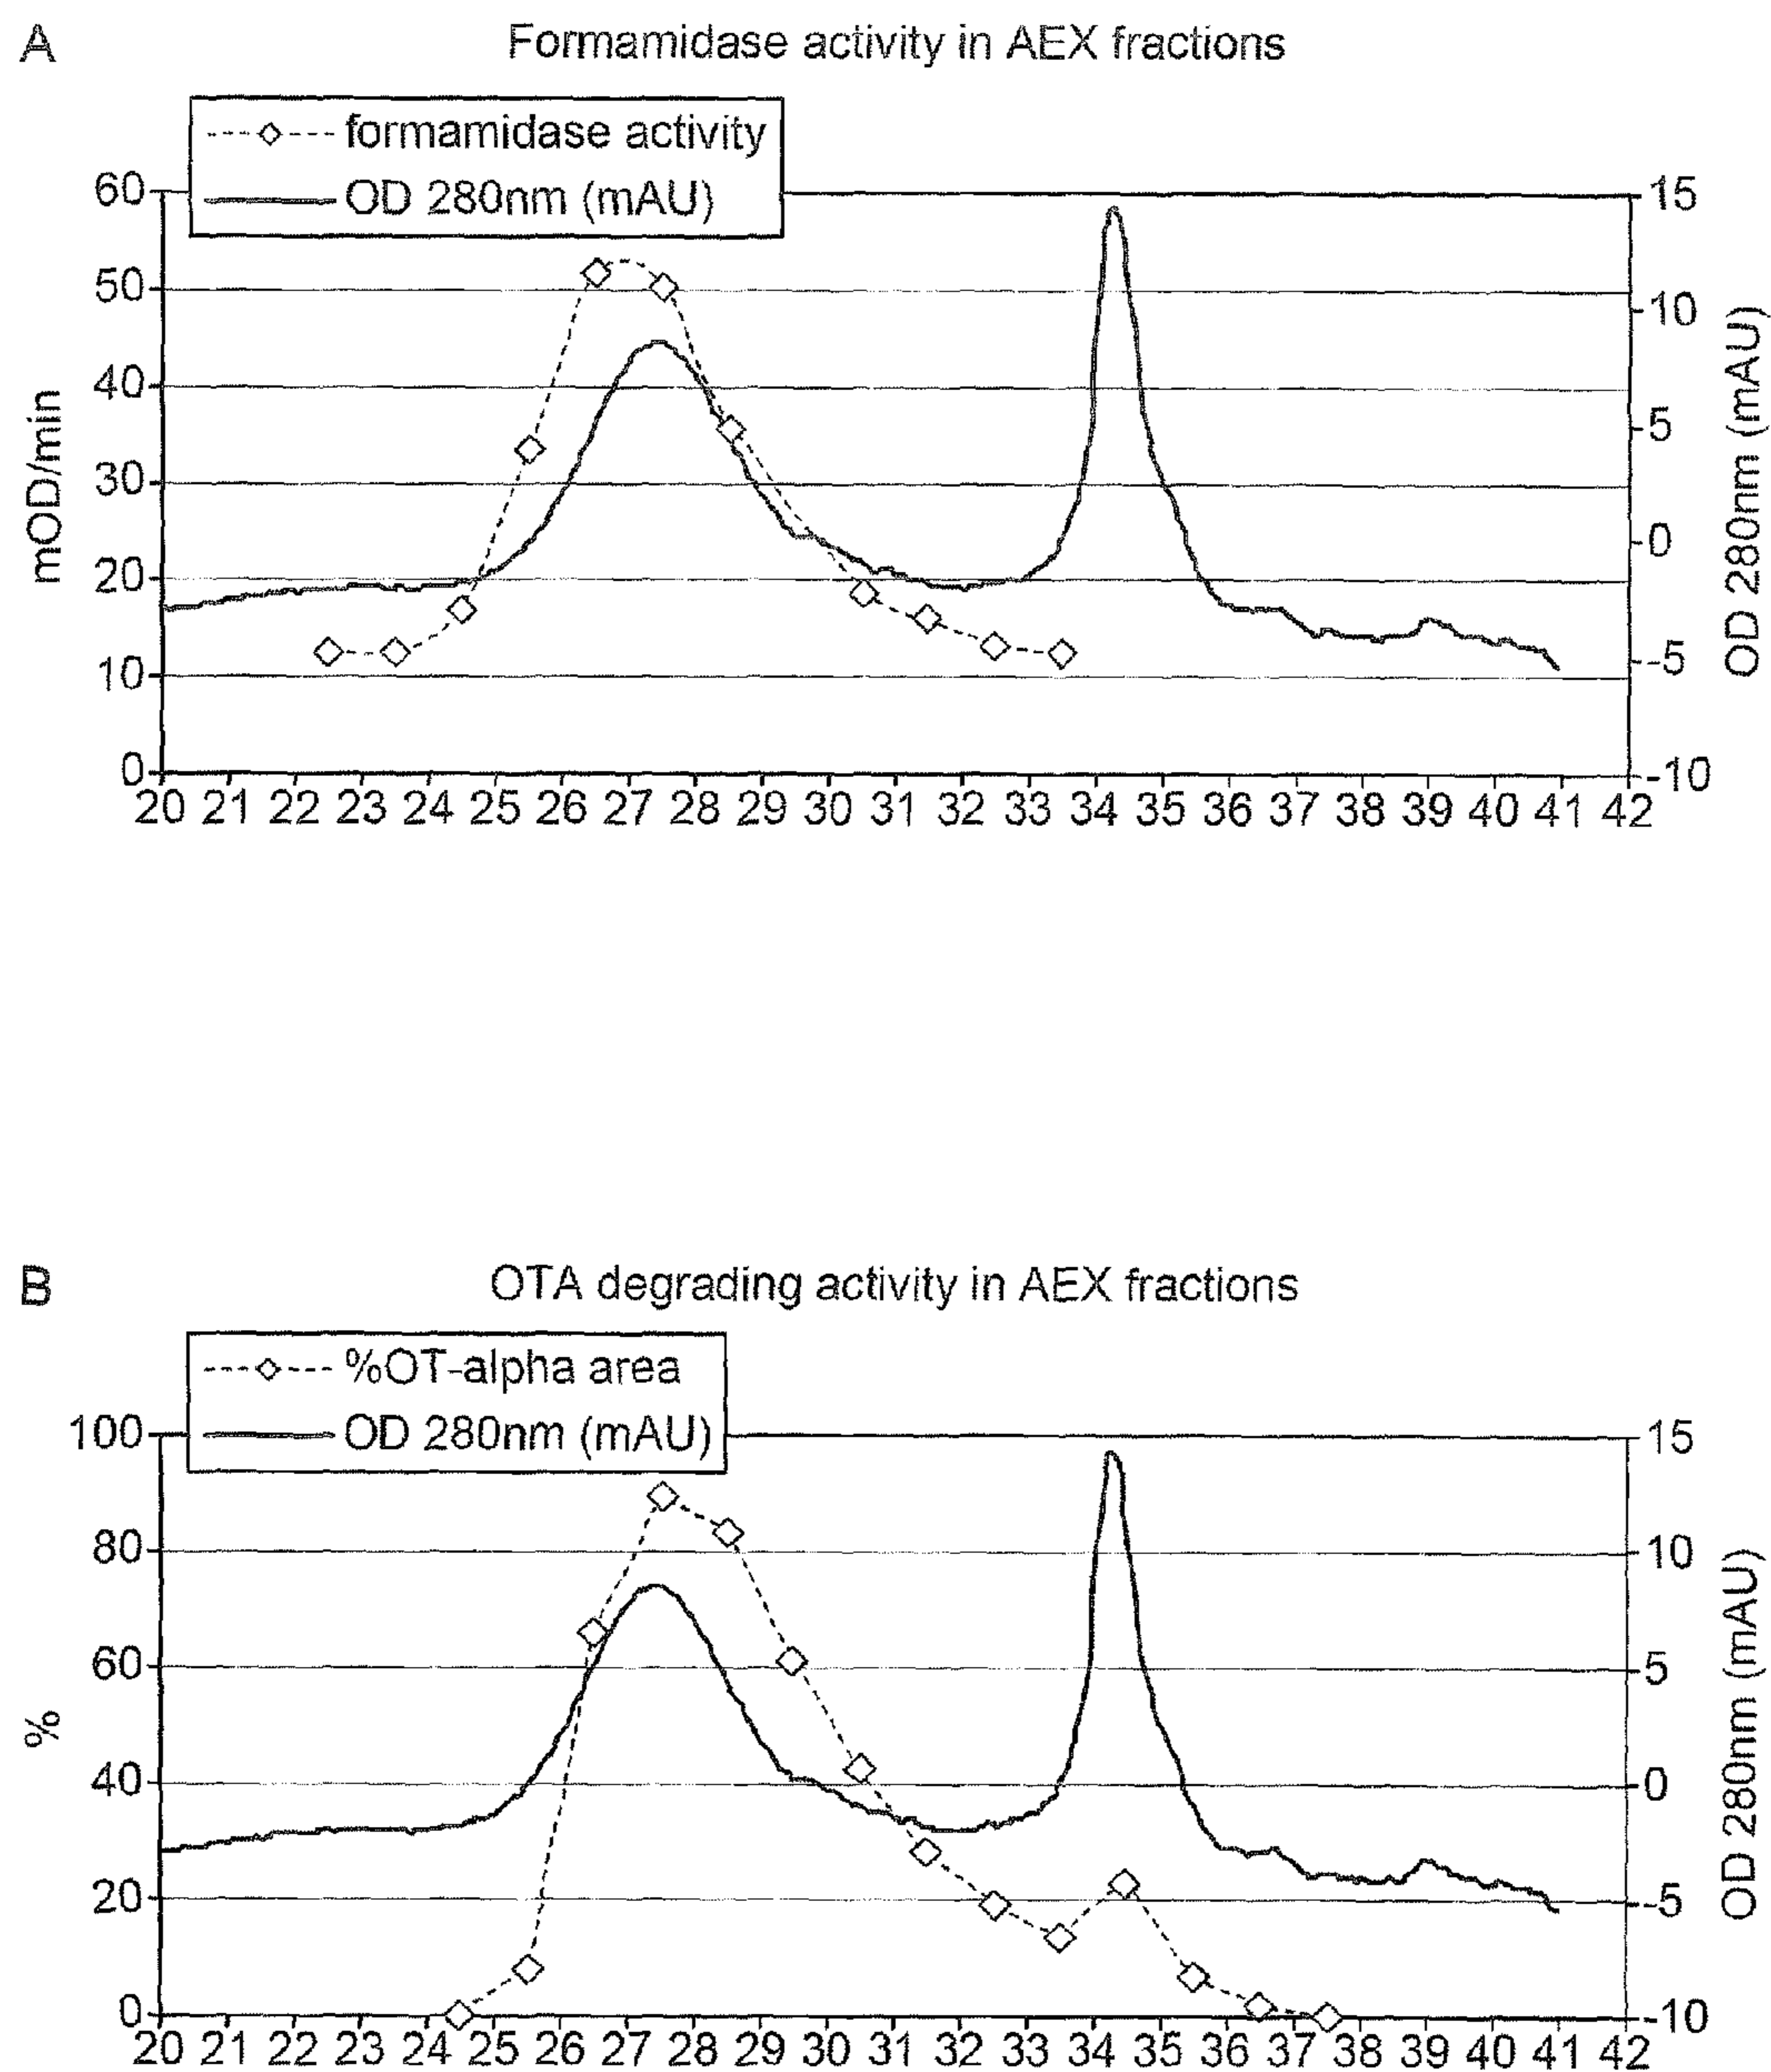 A
Formamidase activity in AEX fractions
formamidase activity
OD 280nm (mAU)
60
50
40
30
20
10
0
mOD/min
15
10
5
0
-5
-10
OD 280nm (mAU)
20 21 22 23 24 25 26 27 28 29 30 31 32 33 34 35 36 37 38 39 40 41 42
B
OTA degrading activity in AEX fractions
%OT-alpha area
OD 280nm (mAU)
100
80
60
40
20
0
%
15
10
5
0
-5
-10
OD 280nm (mAU)
20 21 22 23 24 25 26 27 28 29 30 31 32 33 34 35 36 37 38 39 40 41 42